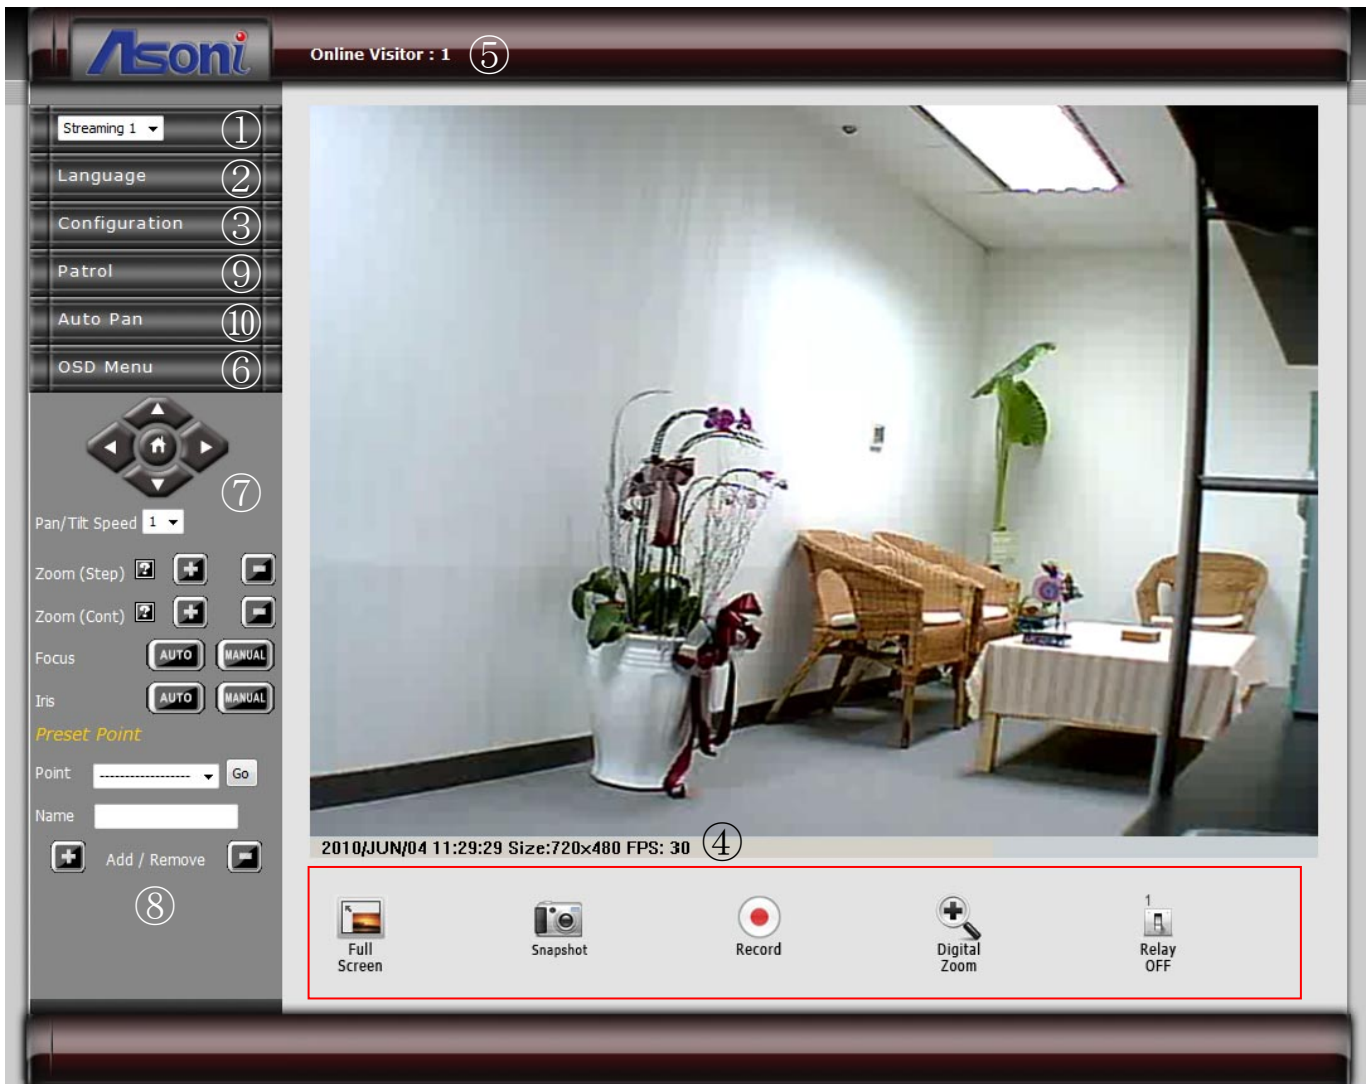 Asoni
Online Visitor : 1 ⑤
Streaming 1 ①
Language ②
Configuration ③
Patrol ⑨
Auto Pan ⑩
OSD Menu ⑥
⑦
Pan/Tilt Speed 1
Zoom (Step) ? + -
Zoom (Cont) ? + -
Focus AUTO MANUAL
Iris AUTO MANUAL
Preset Point
Point ------------------ Go
Name
+ Add / Remove -
⑧
2010/JUN/04 11:29:29 Size:720x480 FPS: 30 ④
Full
Screen
Snapshot
Record
Digital
Zoom
1
Relay
OFF